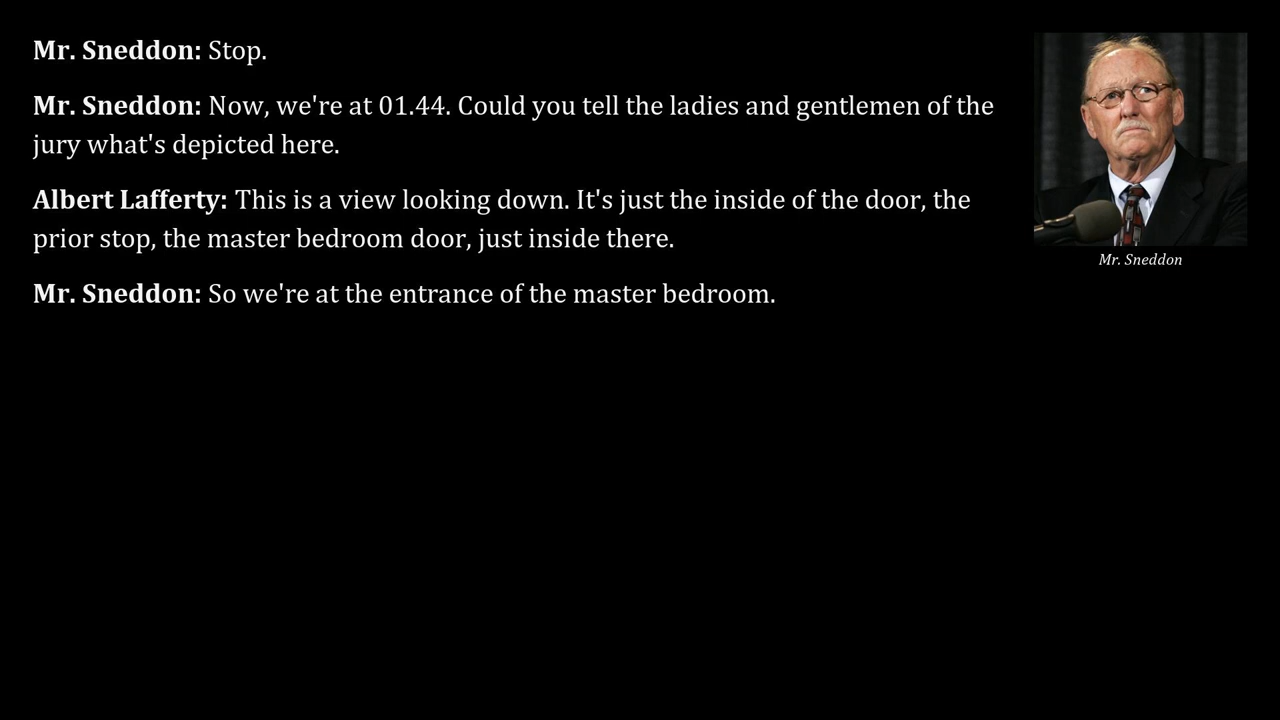 Mr. Sneddon: Stop.
Mr. Sneddon: Now, we're at 01.44. Could you tell the ladies and gentlemen of the
jury what's depicted here.
Albert Lafferty: This is a view looking down. It's just the inside of the door, the
prior stop, the master bedroom door, just inside there.
Mr. Sneddon: So we're at the entrance of the master bedroom.
Mr. Sneddon